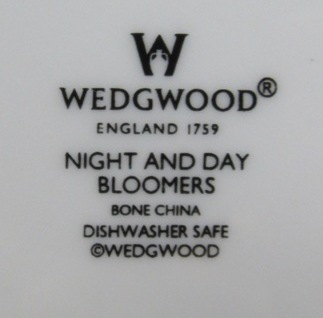 W
WEDGWOOD®
ENGLAND 1759
NIGHT AND DAY
BLOOMERS
BONE CHINA
DISHWASHER SAFE
©WEDGWOOD